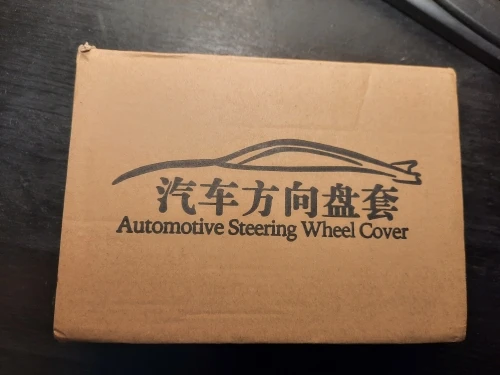 汽车方向盘套
Automotive Steering Wheel Cover